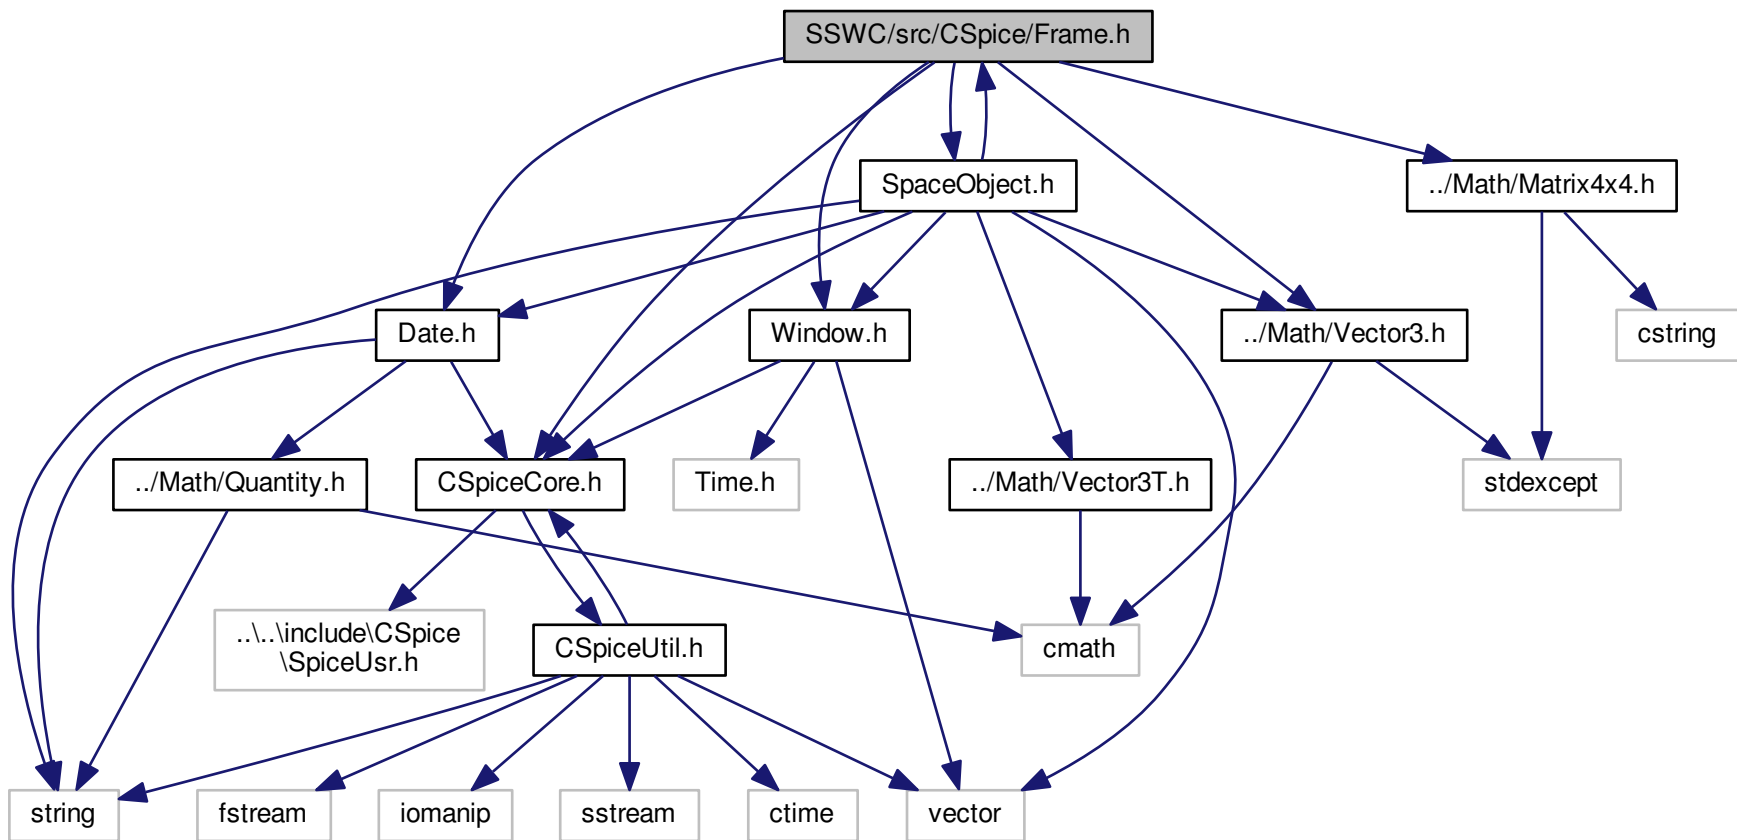 SSWC/src/CSpice/Frame.h
SpaceObject.h
../Math/Matrix4x4.h
Date.h
Window.h
../Math/Vector3.h
cstring
../Math/Quantity.h
CSpiceCore.h
Time.h
../Math/Vector3T.h
stdexcept
..\..\include\CSpice
\SpiceUsr.h
CSpiceUtil.h
cmath
string
fstream
iomanip
sstream
ctime
vector